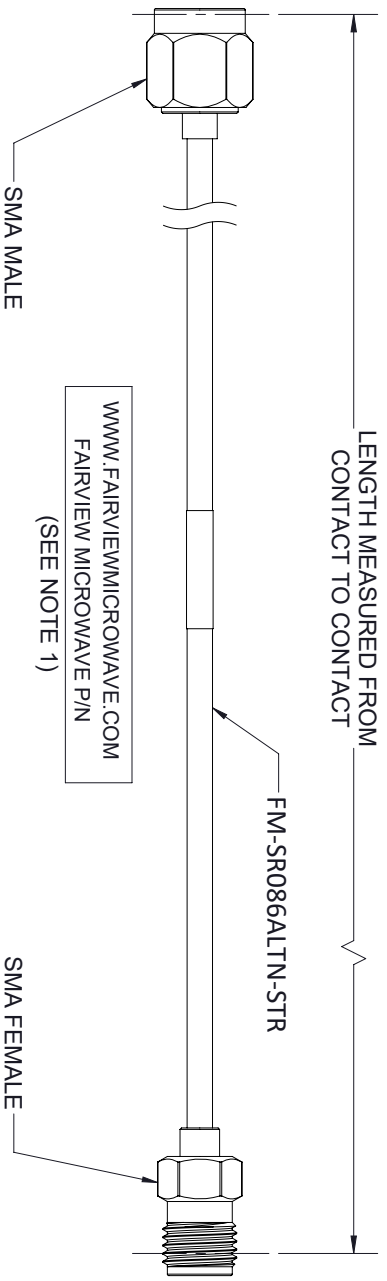 LENGTH MEASURED FROM
CONTACT TO CONTACT
FM-SR086ALTN-STR
WWW.FAIRVIEWMICROWAVE.COM
FAIRVIEW MICROWAVE P/N
(SEE NOTE 1)
SMA MALE
SMA FEMALE